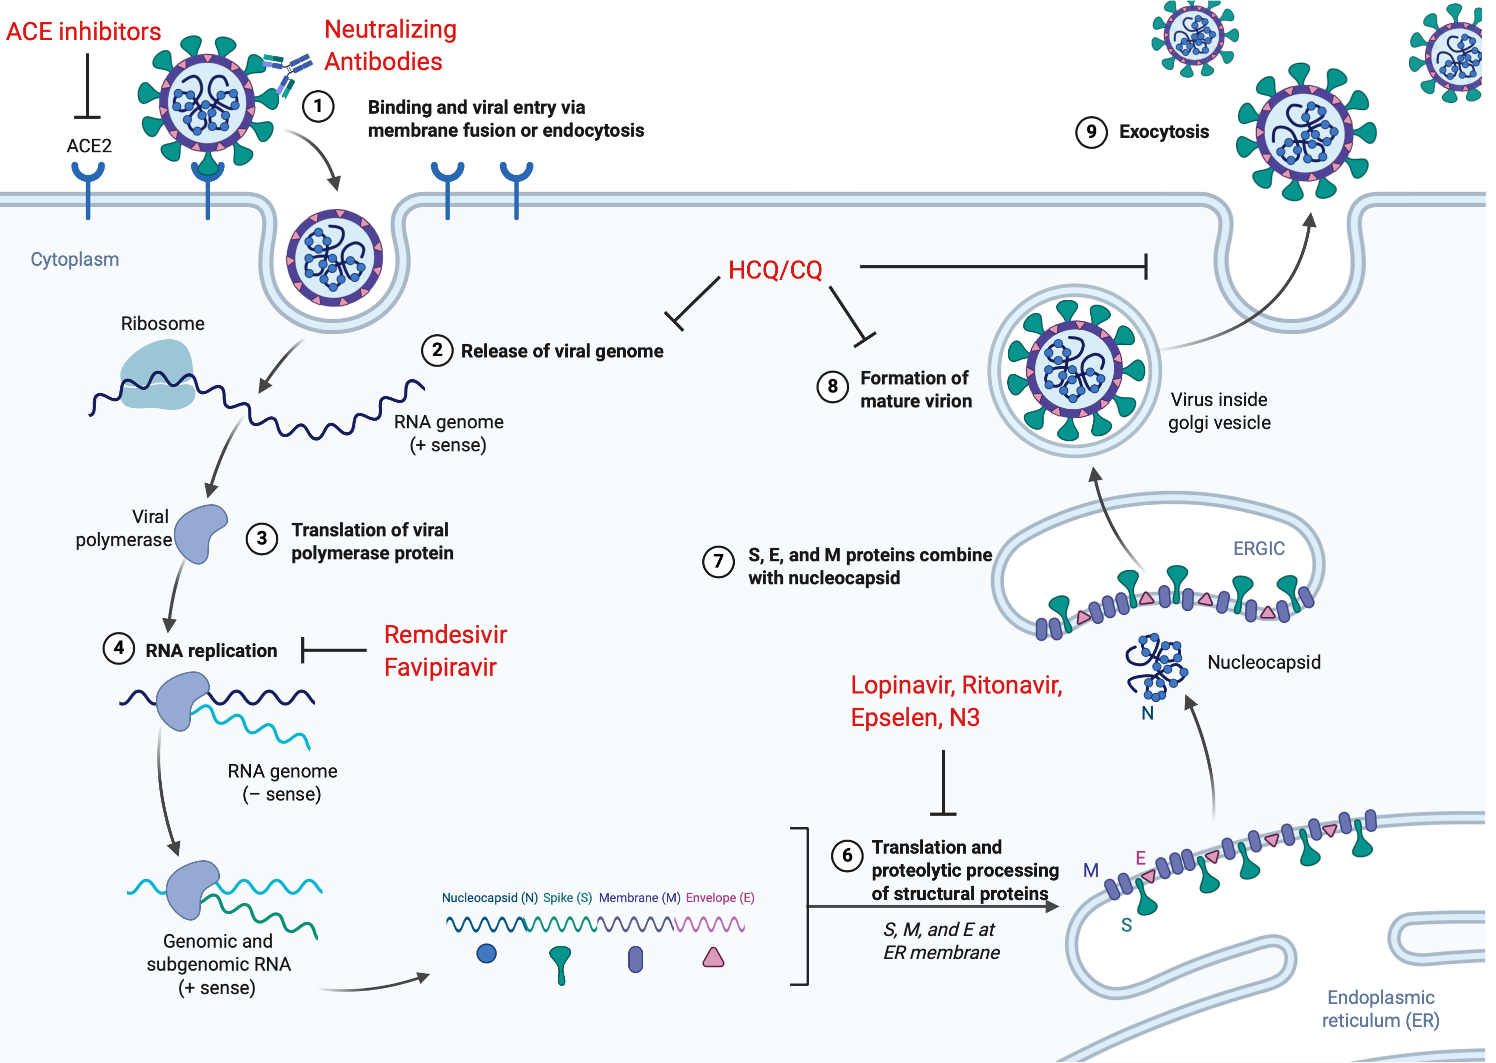 ACE inhibitors
Neutralizing
Antibodies
ACE2
1
Binding and viral entry via
membrane fusion or endocytosis
9 Exocytosis
Cytoplasm
HCQ/CQ
Ribosome
2 Release of viral genome
RNA genome
(+ sense)
8 Formation of
mature virion
Virus inside
golgi vesicle
Viral
polymerase
3 Translation of viral
polymerase protein
7 S, E, and M proteins combine
with nucleocapsid
ERGIC
4 RNA replication
Remdesivir
Favipiravir
Nucleocapsid
N
Lopinavir, Ritonavir,
Epselen, N3
RNA genome
(– sense)
6 Translation and
proteolytic processing
of structural proteins
S, M, and E at
ER membrane
M
E
S
Nucleocapsid (N) Spike (S) Membrane (M) Envelope (E)
Genomic and
subgenomic RNA
(+ sense)
Endoplasmic
reticulum (ER)